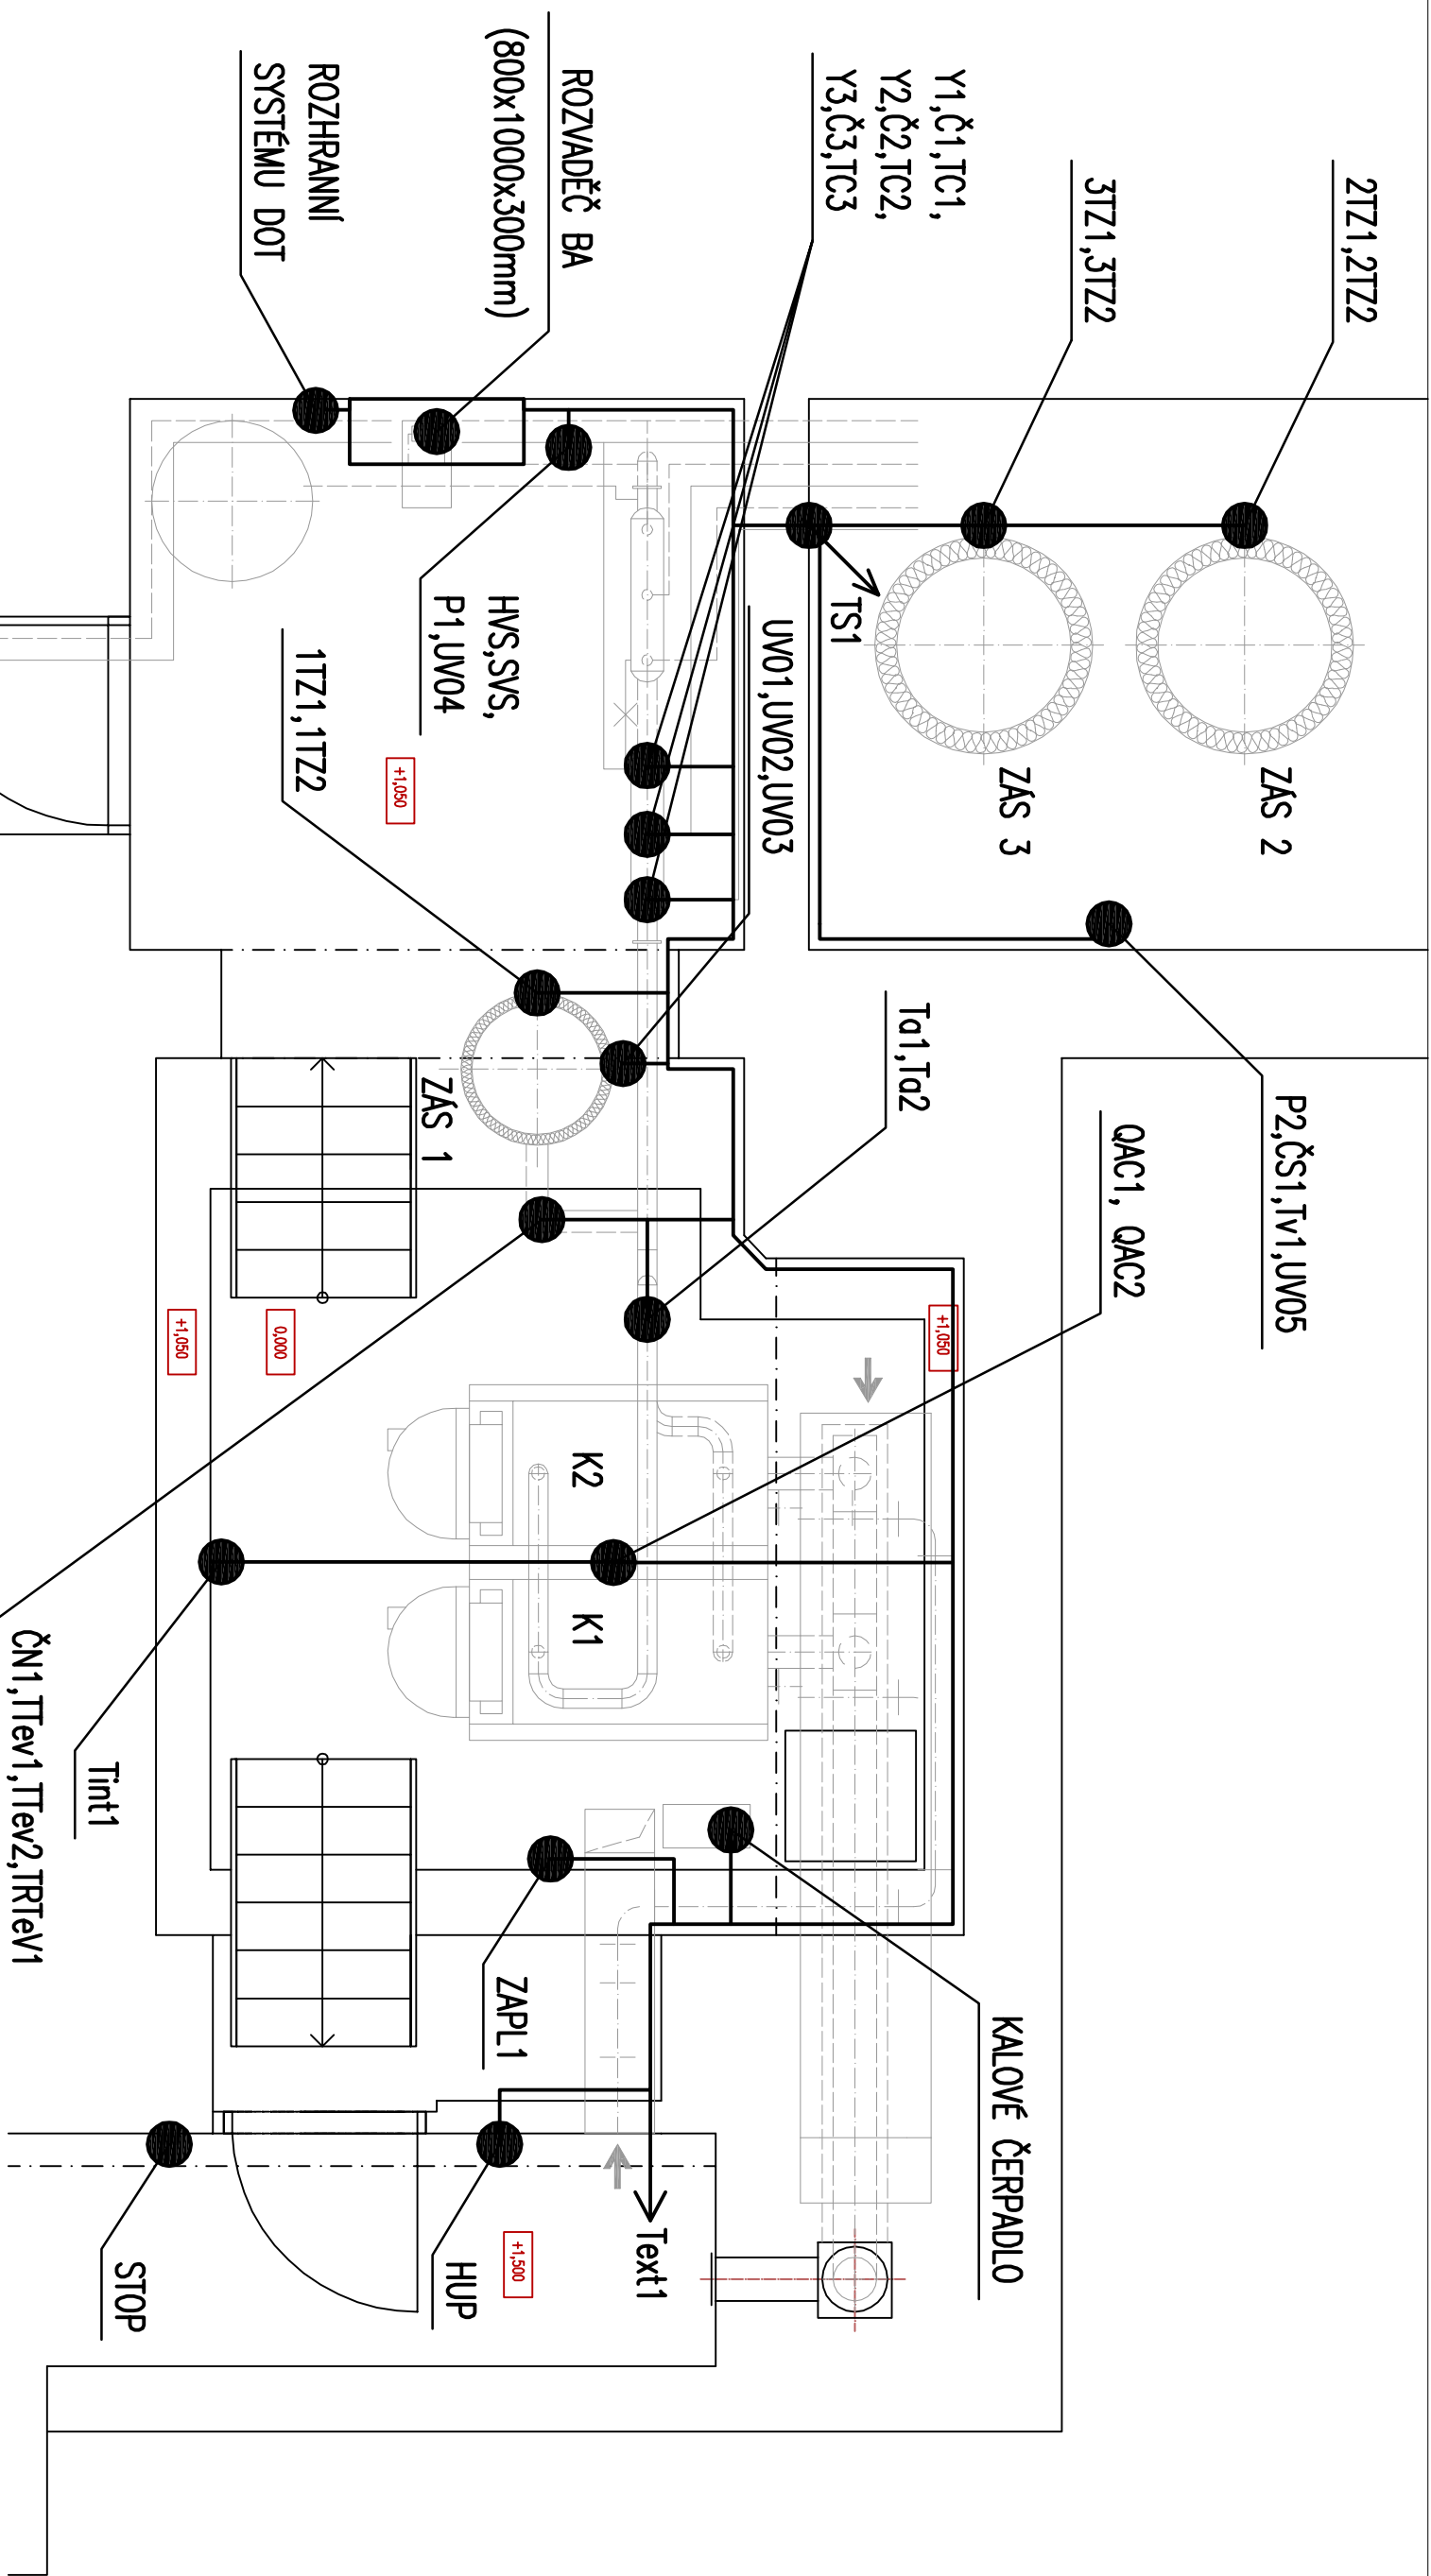 2TZ1,2TZ2
3TZ1,3TZ2
Y1,Č1,TC1,
Y2,Č2,TC2,
Y3,Č3,TC3
ROZVADĚČ BA
(800x1000x300mm)
ROZHRANNÍ
SYSTÉMU DOT
TS1
ZÁS 2
ZÁS 3
UV01,UV02,UV03
HVS,SVS,
P1,UV04
1TZ1,1TZ2
+1,050
P2,ČS1,Tv1,UV05
QAC1, QAC2
Ta1,Ta2
ZÁS 1
+1,050
0,000
+1,050
K2
K1
ČN1,TTev1,TTev2,TRTeV1
Tint1
KALOVÉ ČERPADLO
ZAPL1
Text1
+1,500
HUP
STOP